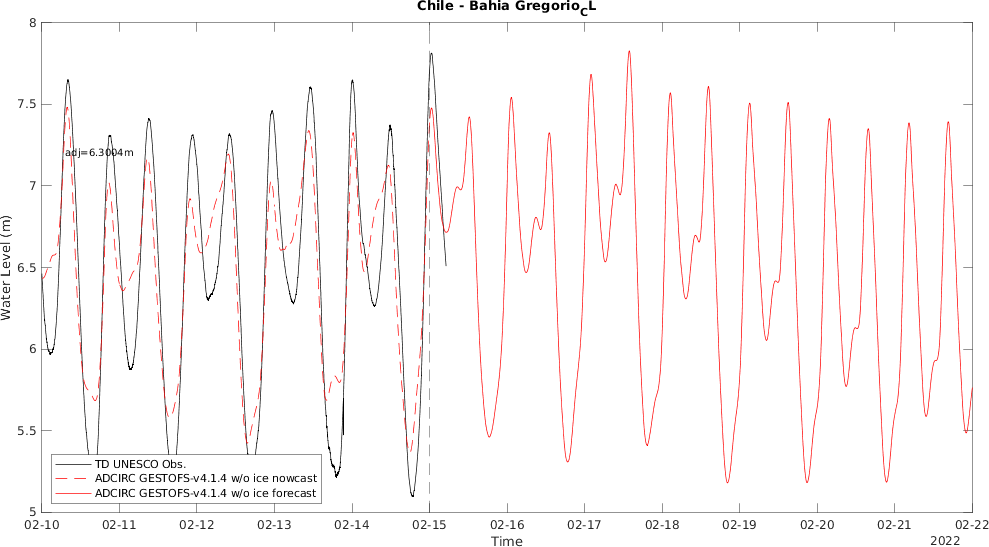 Chile - Bahia Gregorio_CL
8
7.5
7
6.5
6
5.5
5
Water Level (m)
adj=6.3004m
TD UNESCO Obs.
ADCIRC GESTOFS-v4.1.4 w/o ice nowcast
ADCIRC GESTOFS-v4.1.4 w/o ice forecast
02-10 02-11 02-12 02-13 02-14 02-15 02-16 02-17 02-18 02-19 02-20 02-21 02-22
Time
2022